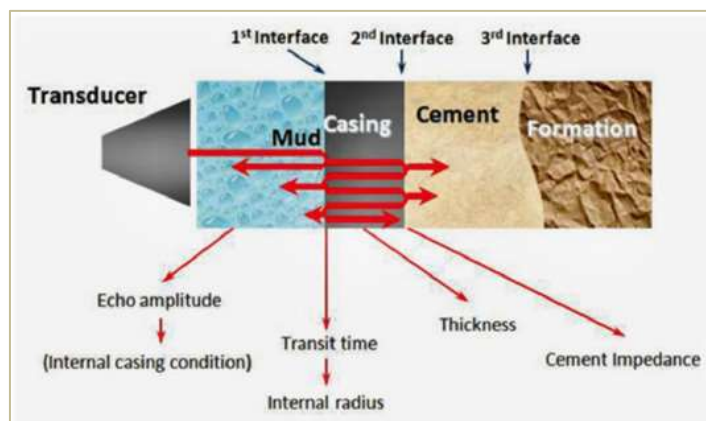 1st Interface 2nd Interface 3rd Interface
Transducer
Mud Casing Cement Formation
Echo amplitude
(Internal casing condition)
Transit time
Internal radius
Thickness
Cement Impedance